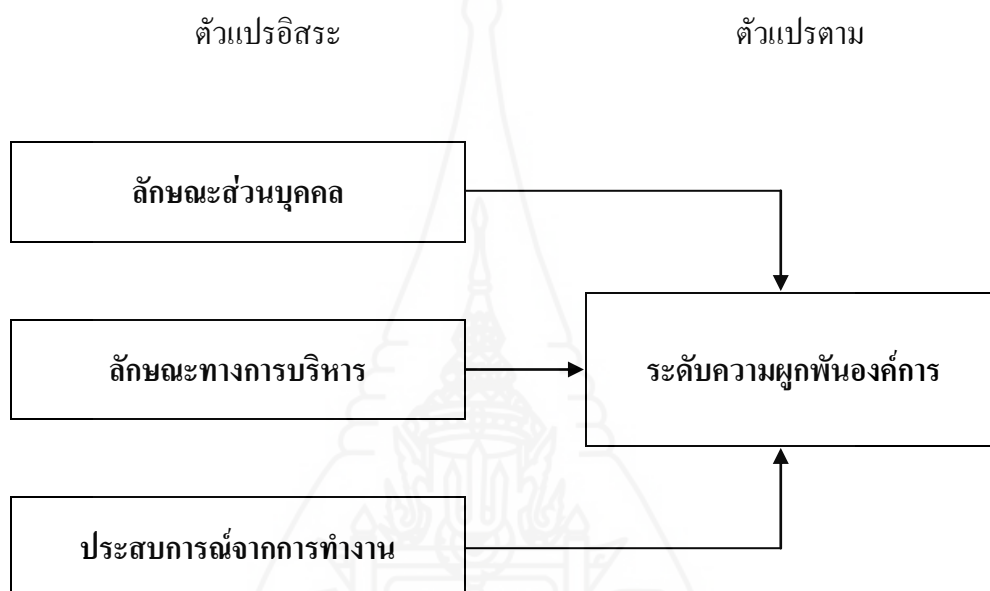 ตัวแปรอิสระ ตัวแปรตาม
ลักษณะส่วนบุคคล
ลักษณะทางการบริหาร ระดับความผูกพันองค์การ
ประสบการณ์จากการทำงาน